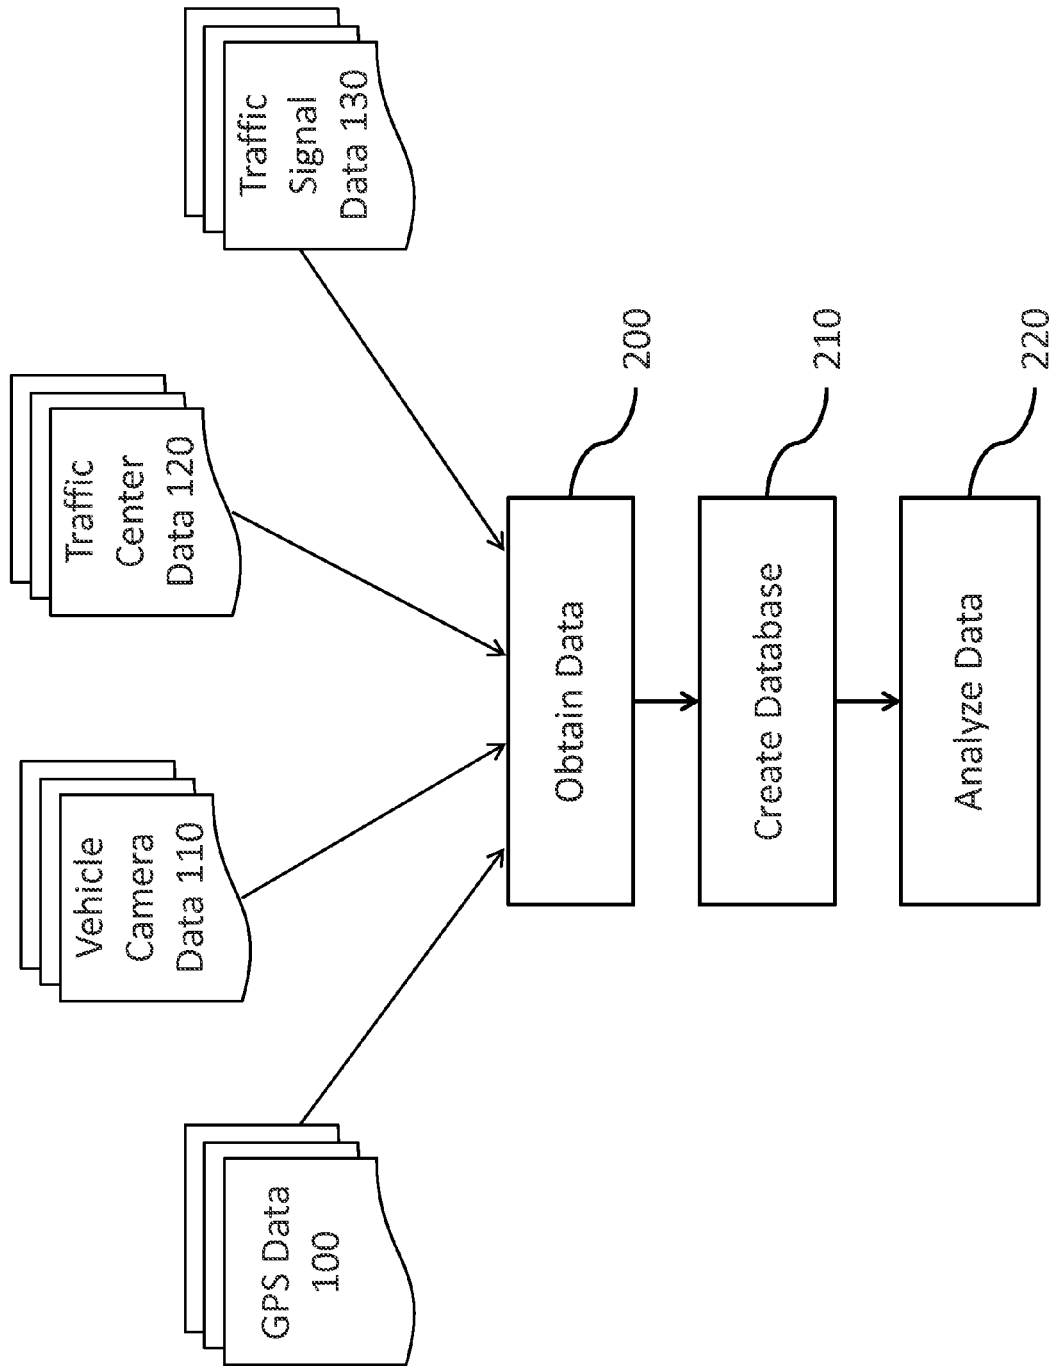 GPS Data
100
Vehicle
Camera
Data 110
Traffic
Center
Data 120
Traffic
Signal
Data 130
Obtain Data
200
Create Database
210
Analyze Data
220